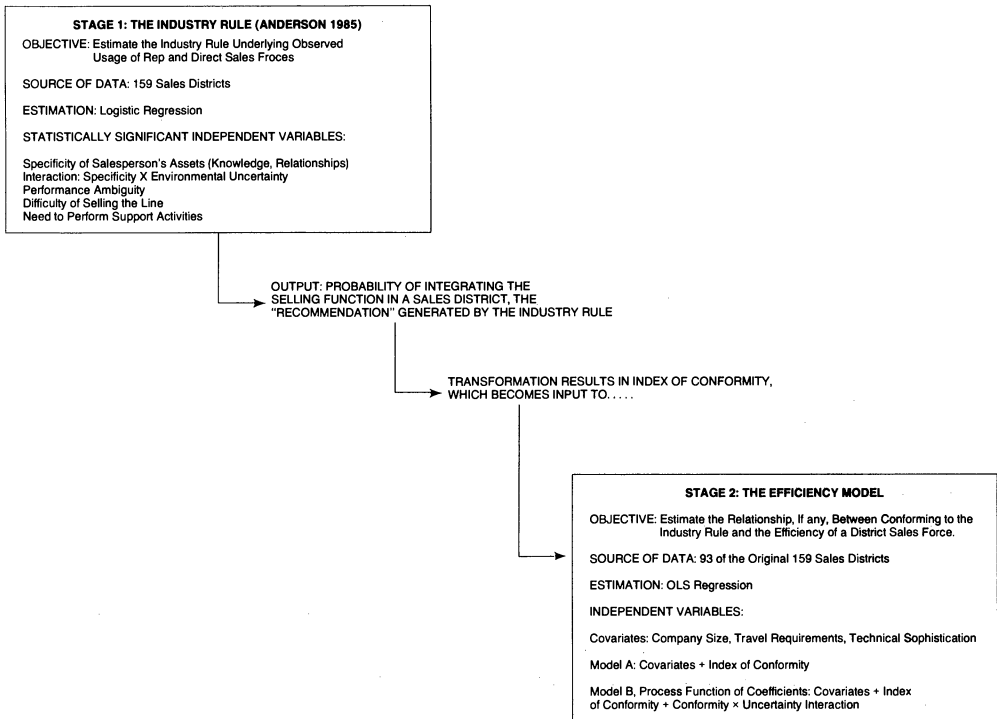 STAGE 1: THE INDUSTRY RULE (ANDERSON 1985)
OBJECTIVE: Estimate the Industry Rule Underlying Observed
Usage of Rep and Direct Sales Froces
SOURCE OF DATA: 159 Sales Districts
ESTIMATION: Logistic Regression
STATISTICALLY SIGNIFICANT INDEPENDENT VARIABLES:
Specificity of Salesperson's Assets (Knowledge, Relationships)
Interaction: Specificity X Environmental Uncertainty
Performance Ambiguity
Difficulty of Selling the Line
Need to Perform Support Activities
OUTPUT: PROBABILITY OF INTEGRATING THE
SELLING FUNCTION IN A SALES DISTRICT, THE
"RECOMMENDATION" GENERATED BY THE INDUSTRY RULE
TRANSFORMATION RESULTS IN INDEX OF CONFORMITY,
WHICH BECOMES INPUT TO. . . . .
STAGE 2: THE EFFICIENCY MODEL
OBJECTIVE: Estimate the Relationship, If any, Between Conforming to the
Industry Rule and the Efficiency of a District Sales Force.
SOURCE OF DATA: 93 of the Original 159 Sales Districts
ESTIMATION: OLS Regression
INDEPENDENT VARIABLES:
Covariates: Company Size, Travel Requirements, Technical Sophistication
Model A: Covariates + Index of Conformity
Model B, Process Function of Coefficients: Covariates + Index
of Conformity + Conformity × Uncertainty Interaction